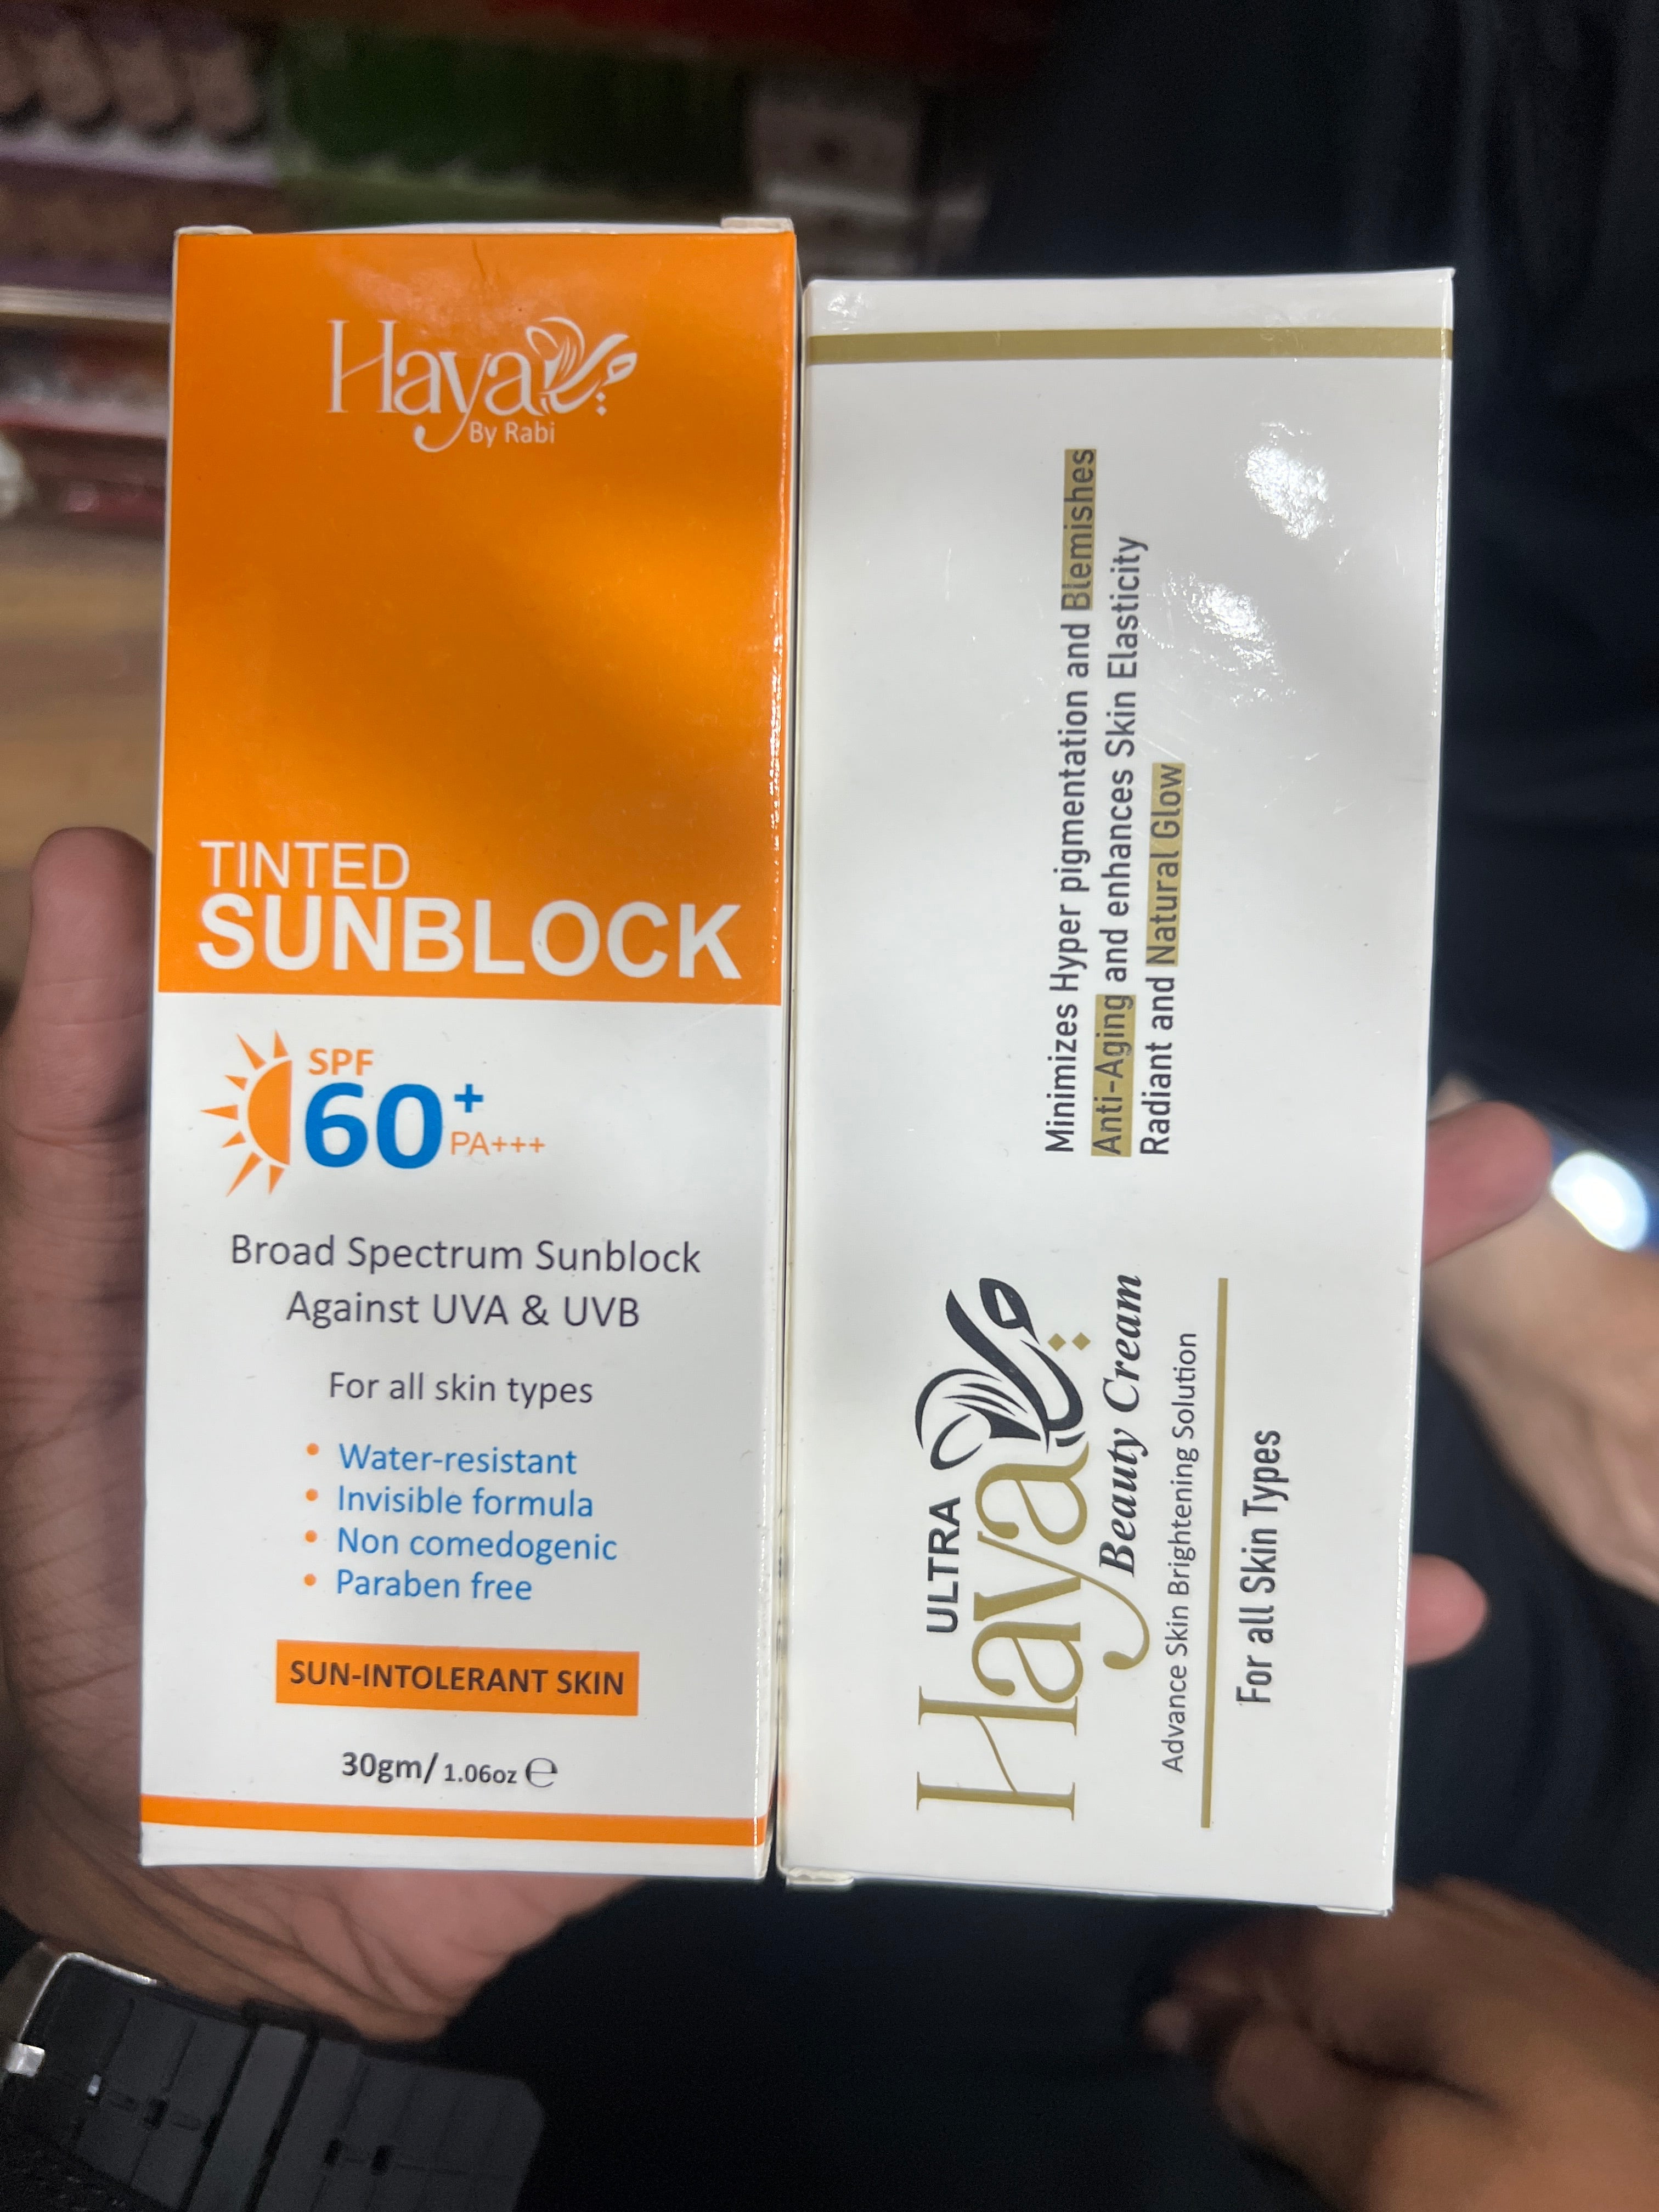 Haya
By Rabi
TINTED
SUNBLOCK
SPF
60+
PA+++
Broad Spectrum Sunblock
Against UVA & UVB
For all skin types
• Water-resistant
• Invisible formula
• Non comedogenic
• Paraben free
SUN-INTOLERANT SKIN
30gm/ 1.06oz ℮
ULTRA
Haya
Beauty Cream
Advance Skin Brightening Solution
For all Skin Types
Minimizes Hyper pigmentation and Blemishes
Anti-Aging and enhances Skin Elasticity
Radiant and Natural Glow